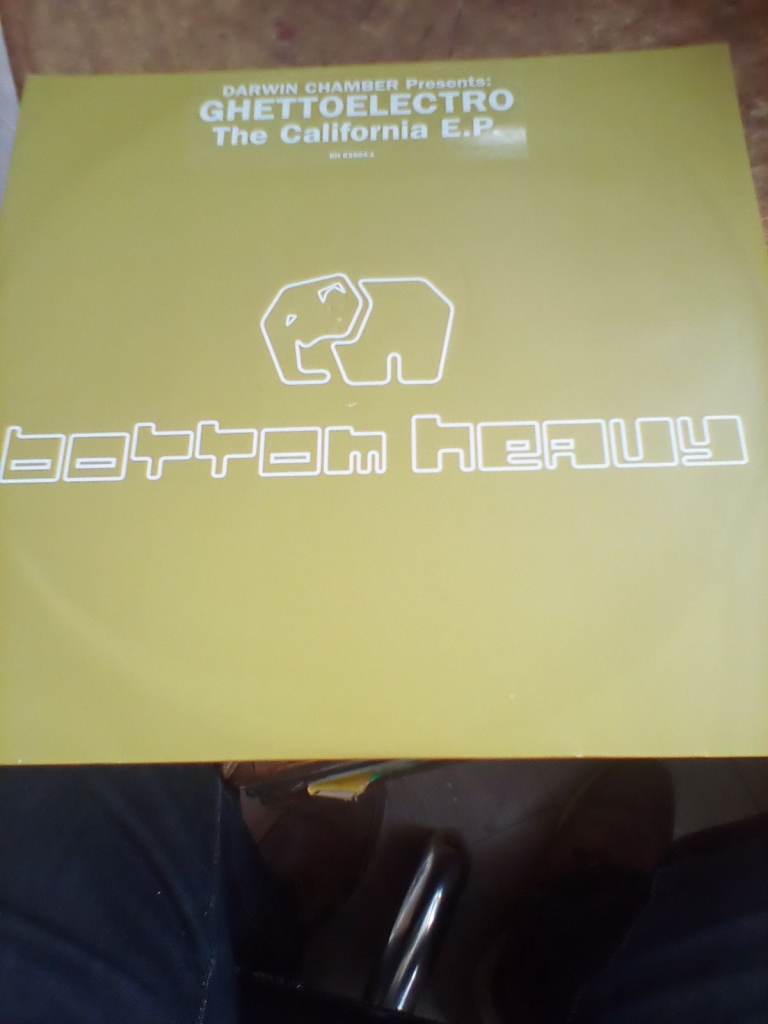 DARWIN CHAMBER Presents:
GHETTOELECTRO
The California E.P.
bottom heavy